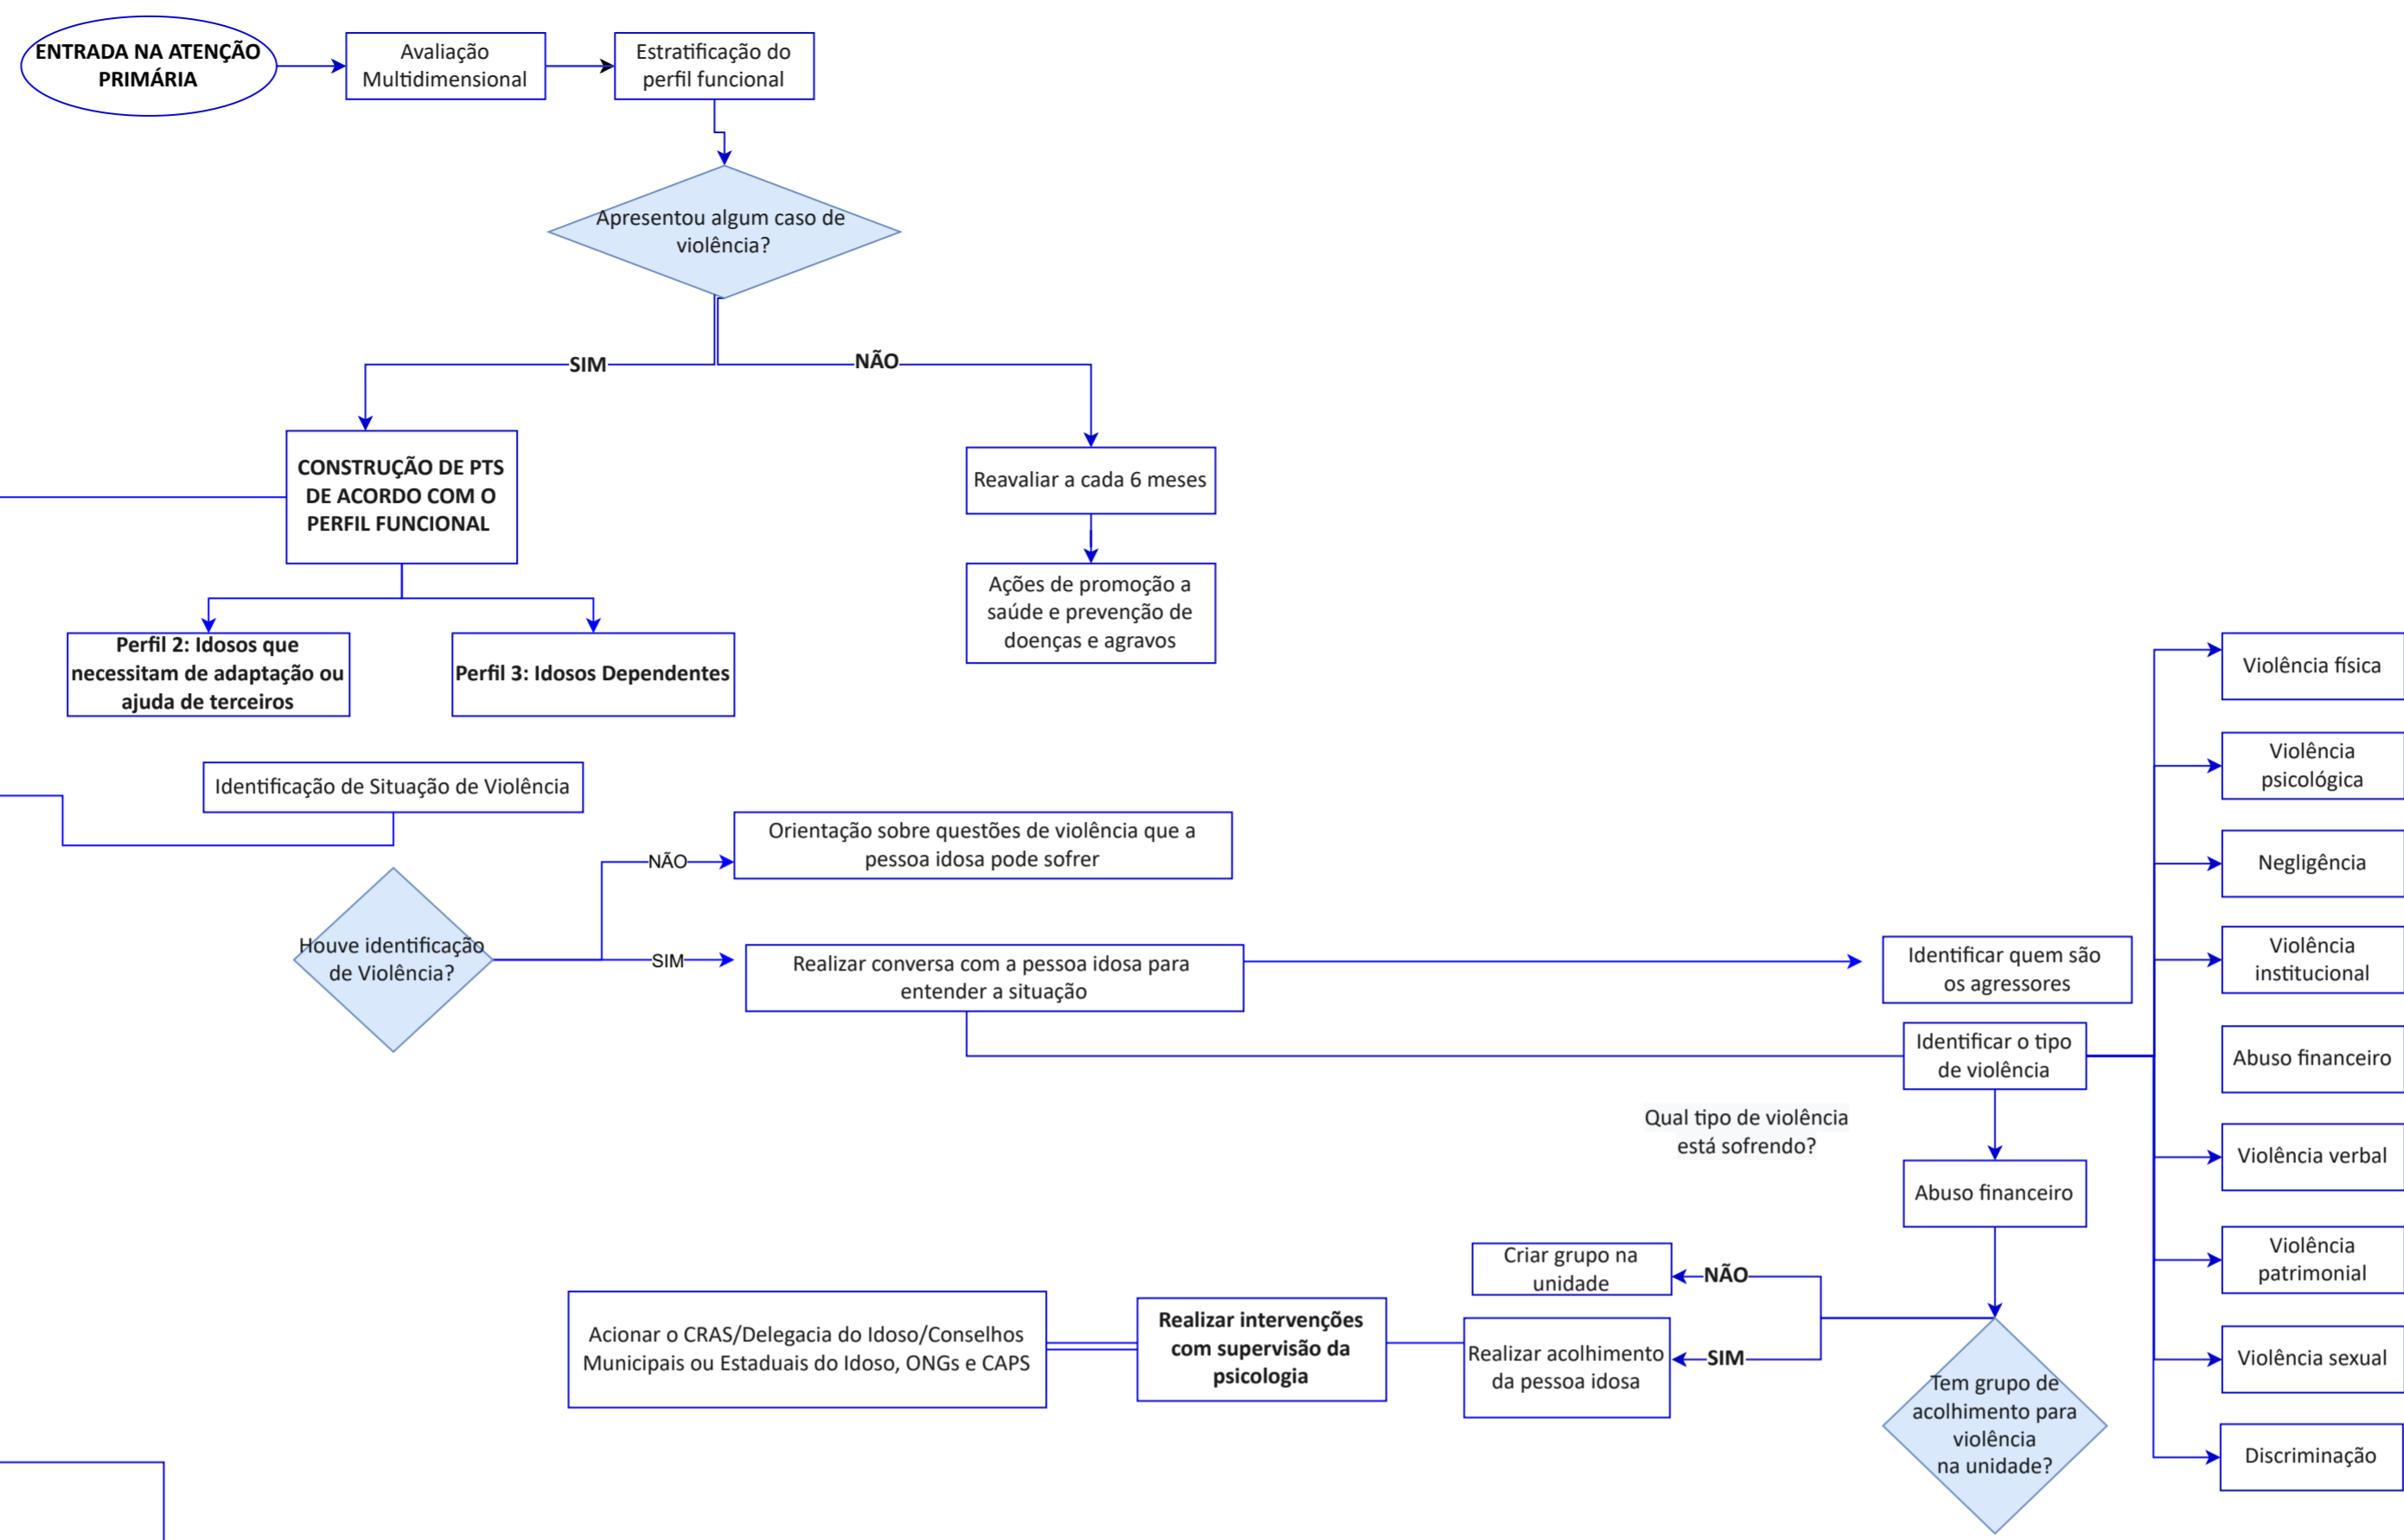 ENTRADA NA ATENÇÃO
PRIMÁRIA
Avaliação
Multidimensional
Estratificação do
perfil funcional
Apresentou algum caso de
violência?
SIM
NÃO
CONSTRUÇÃO DE PTS
DE ACORDO COM O
PERFIL FUNCIONAL
Reavaliar a cada 6 meses
Ações de promoção a
saúde e prevenção de
doenças e agravos
Perfil 2: Idosos que
necessitam de adaptação ou
ajuda de terceiros
Perfil 3: Idosos Dependentes
Identificação de Situação de Violência
Houve identificação
de Violência?
NÃO
Orientação sobre questões de violência que a
pessoa idosa pode sofrer
SIM
Realizar conversa com a pessoa idosa para
entender a situação
Identificar quem são
os agressores
Identificar o tipo
de violência
Violência física
Violência
psicológica
Negligência
Violência
institucional
Abuso financeiro
Violência verbal
Violência
patrimonial
Violência sexual
Discriminação
Qual tipo de violência
está sofrendo?
Abuso financeiro
Tem grupo de
acolhimento para
violência
na unidade?
NÃO
Criar grupo na
unidade
SIM
Realizar acolhimento
da pessoa idosa
Realizar intervenções
com supervisão da
psicologia
Acionar o CRAS/Delegacia do Idoso/Conselhos
Municipais ou Estaduais do Idoso, ONGs e CAPS